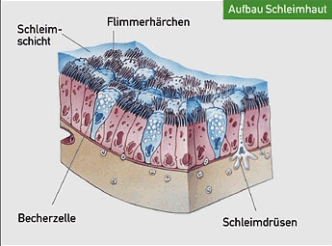 Aufbau Schleimhaut
Flimmerhärchen
Schleim-
schicht
Becherzelle
Schleimdrüsen